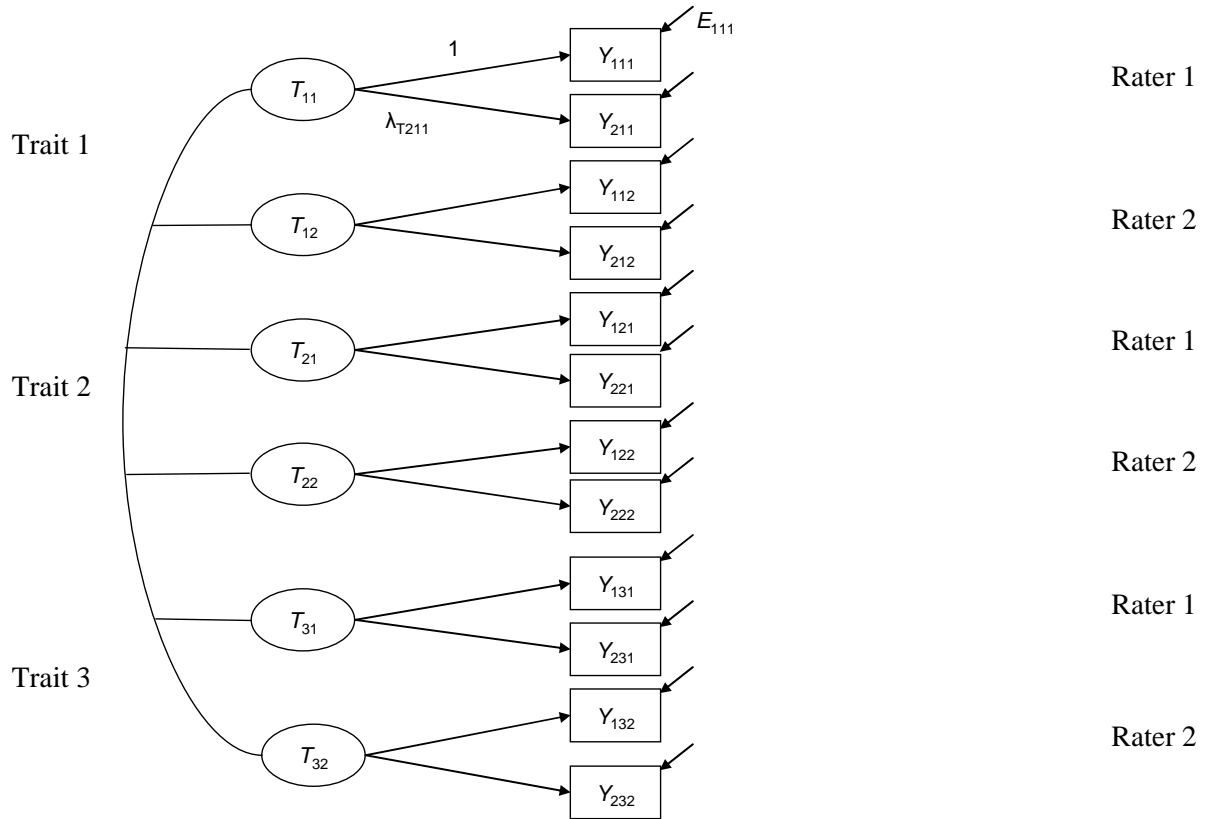 E₁₁₁
1
Y₁₁₁
Rater 1
T₁₁
λ_T211
Y₂₁₁
Trait 1
Y₁₁₂
T₁₂
Rater 2
Y₂₁₂
Y₁₂₁
T₂₁
Rater 1
Y₂₂₁
Trait 2
Y₁₂₂
T₂₂
Rater 2
Y₂₂₂
Y₁₃₁
T₃₁
Rater 1
Y₂₃₁
Trait 3
Y₁₃₂
T₃₂
Rater 2
Y₂₃₂